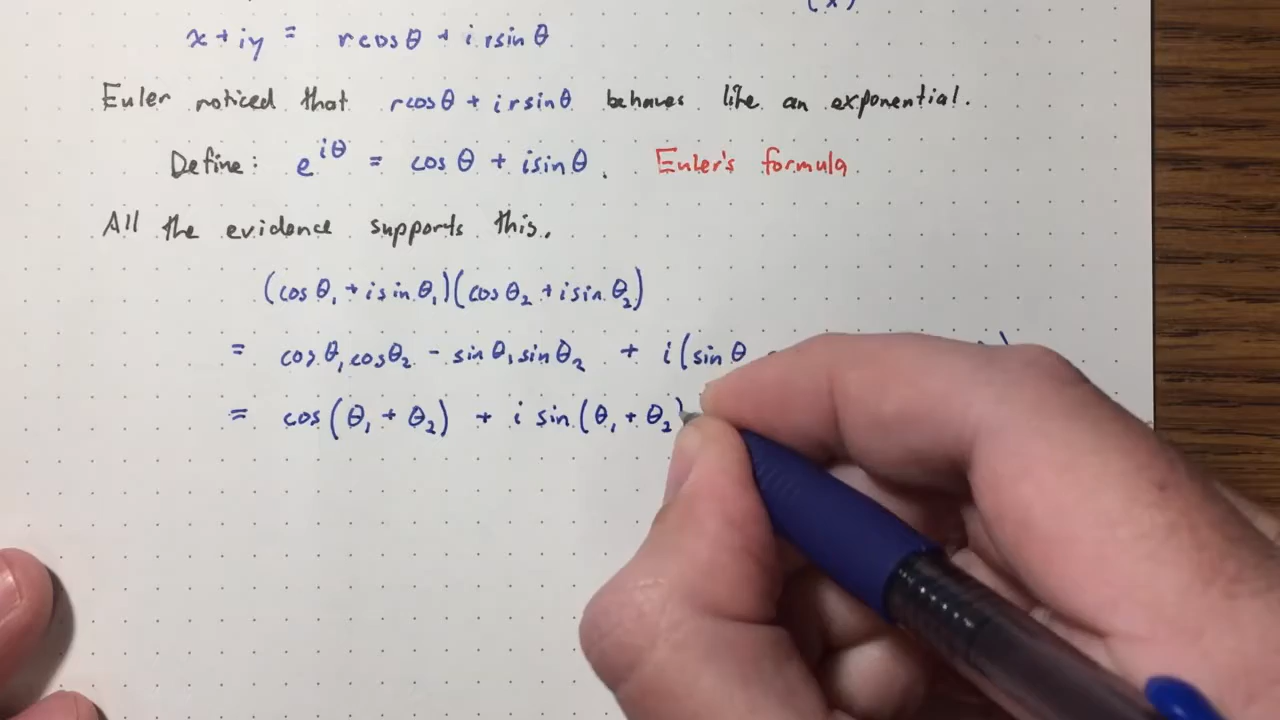 (x)
x + iy = r cos θ + i r sin θ
Euler noticed that r cos θ + i r sin θ behaves like an exponential.
Define: e^{iθ} = cos θ + i sin θ. Euler's formula
All the evidence supports this.
(cos θ₁ + i sin θ₁)(cos θ₂ + i sin θ₂)
= cos θ₁ cos θ₂ - sin θ₁ sin θ₂ + i(sin θ )
= cos(θ₁ + θ₂) + i sin(θ₁ + θ₂)